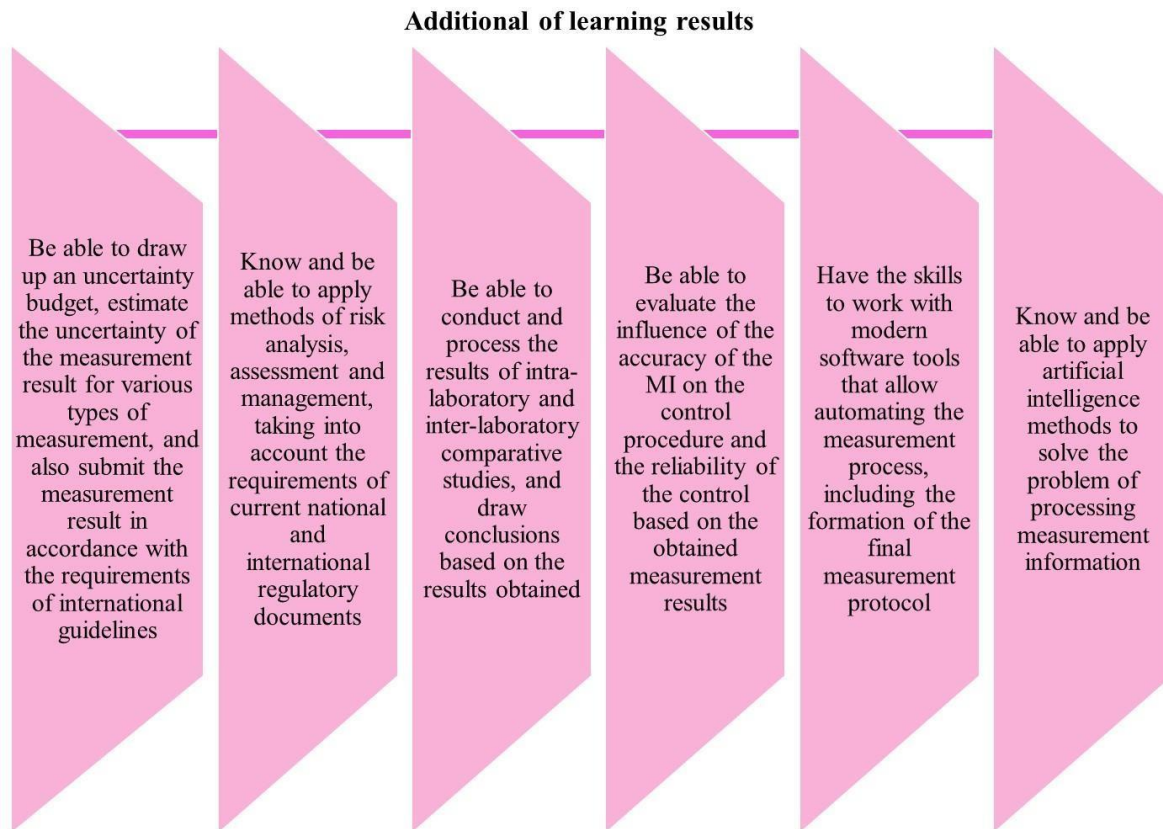 Additional of learning results
Be able to draw
up an uncertainty
budget, estimate
the uncertainty of
the measurement
result for various
types of
measurement, and
also submit the
measurement
result in
accordance with
the requirements
of international
guidelines
Know and be
able to apply
methods of risk
analysis,
assessment and
management,
taking into
account the
requirements of
current national
and
international
regulatory
documents
Be able to
conduct and
process the
results of intra-
laboratory and
inter-laboratory
comparative
studies, and
draw
conclusions
based on the
results obtained
Be able to
evaluate the
influence of the
accuracy of the
MI on the
control
procedure and
the reliability of
the control
based on the
obtained
measurement
results
Have the skills
to work with
modern
software tools
that allow
automating the
measurement
process,
including the
formation of the
final
measurement
protocol
Know and be
able to apply
artificial
intelligence
methods to
solve the
problem of
processing
measurement
information